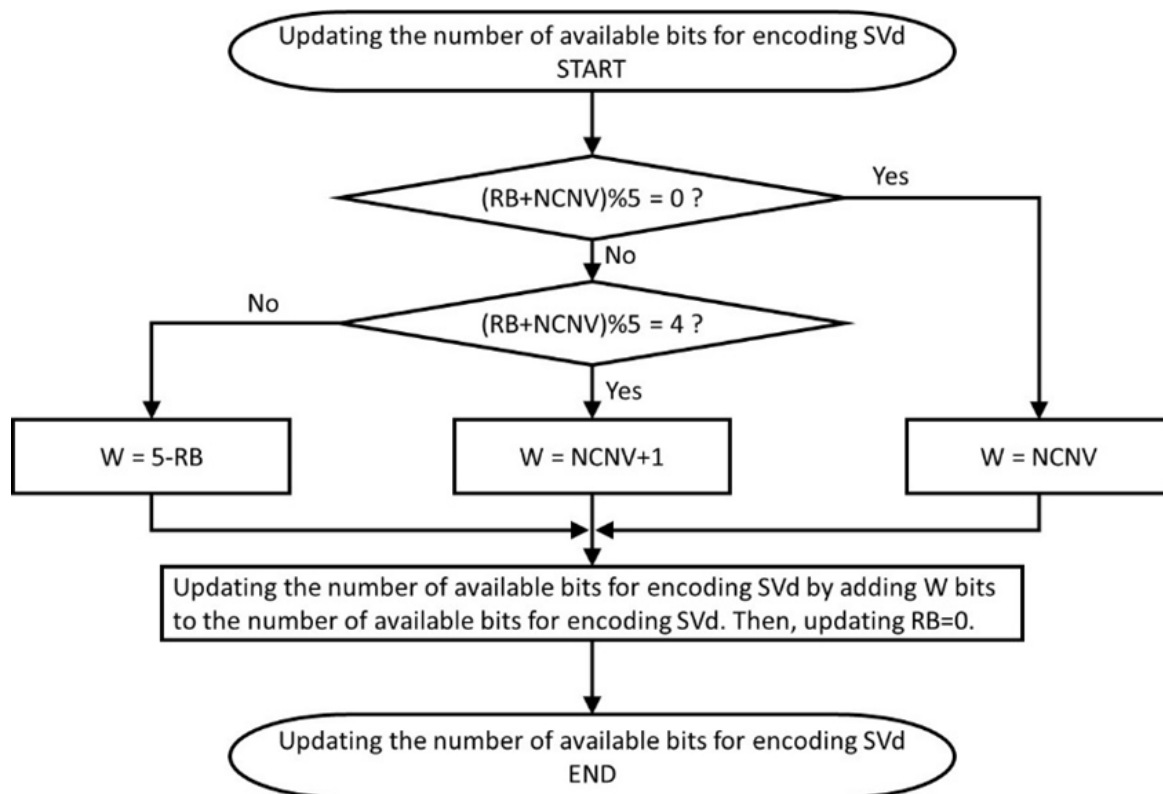 Updating the number of available bits for encoding SVd
START
(RB+NCNV)%5 = 0 ?
Yes
No
(RB+NCNV)%5 = 4 ?
No
Yes
W = 5-RB
W = NCNV+1
W = NCNV
Updating the number of available bits for encoding SVd by adding W bits
to the number of available bits for encoding SVd. Then, updating RB=0.
Updating the number of available bits for encoding SVd
END